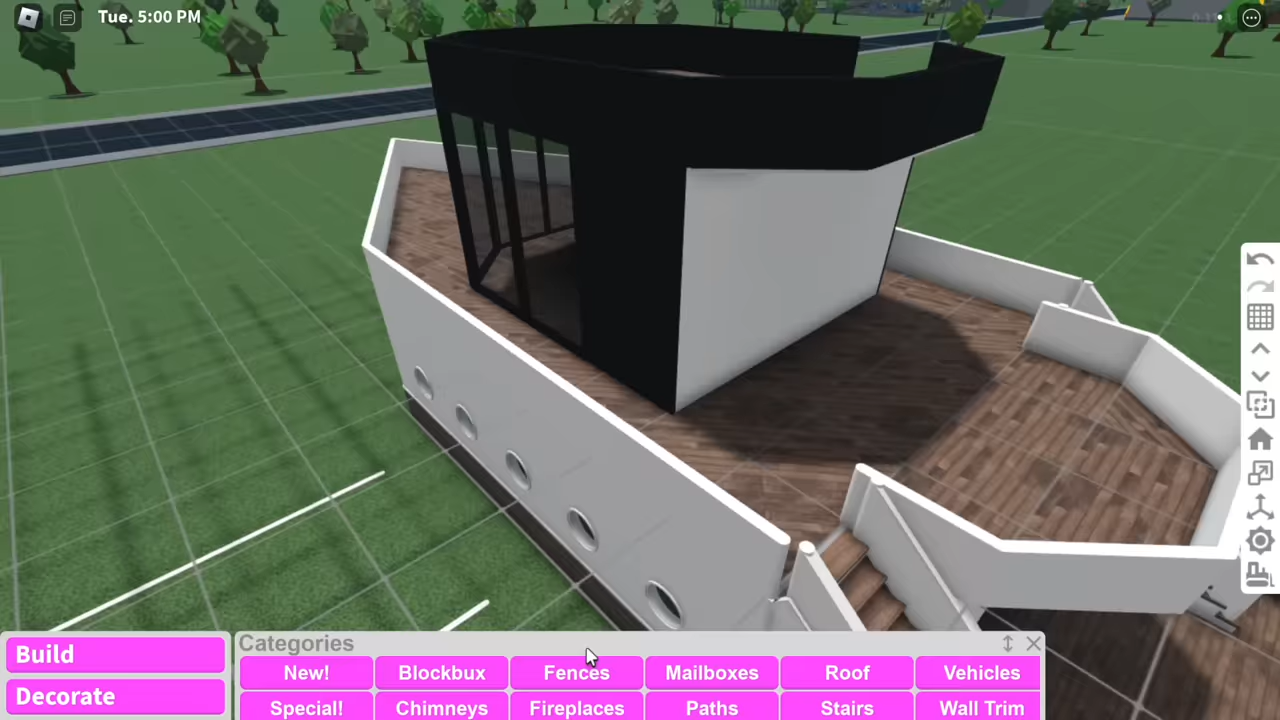 Tue. 5:00 PM
Build
Decorate
Categories
New! Blockbux Fences Mailboxes Roof Vehicles
Special! Chimneys Fireplaces Paths Stairs Wall Trim